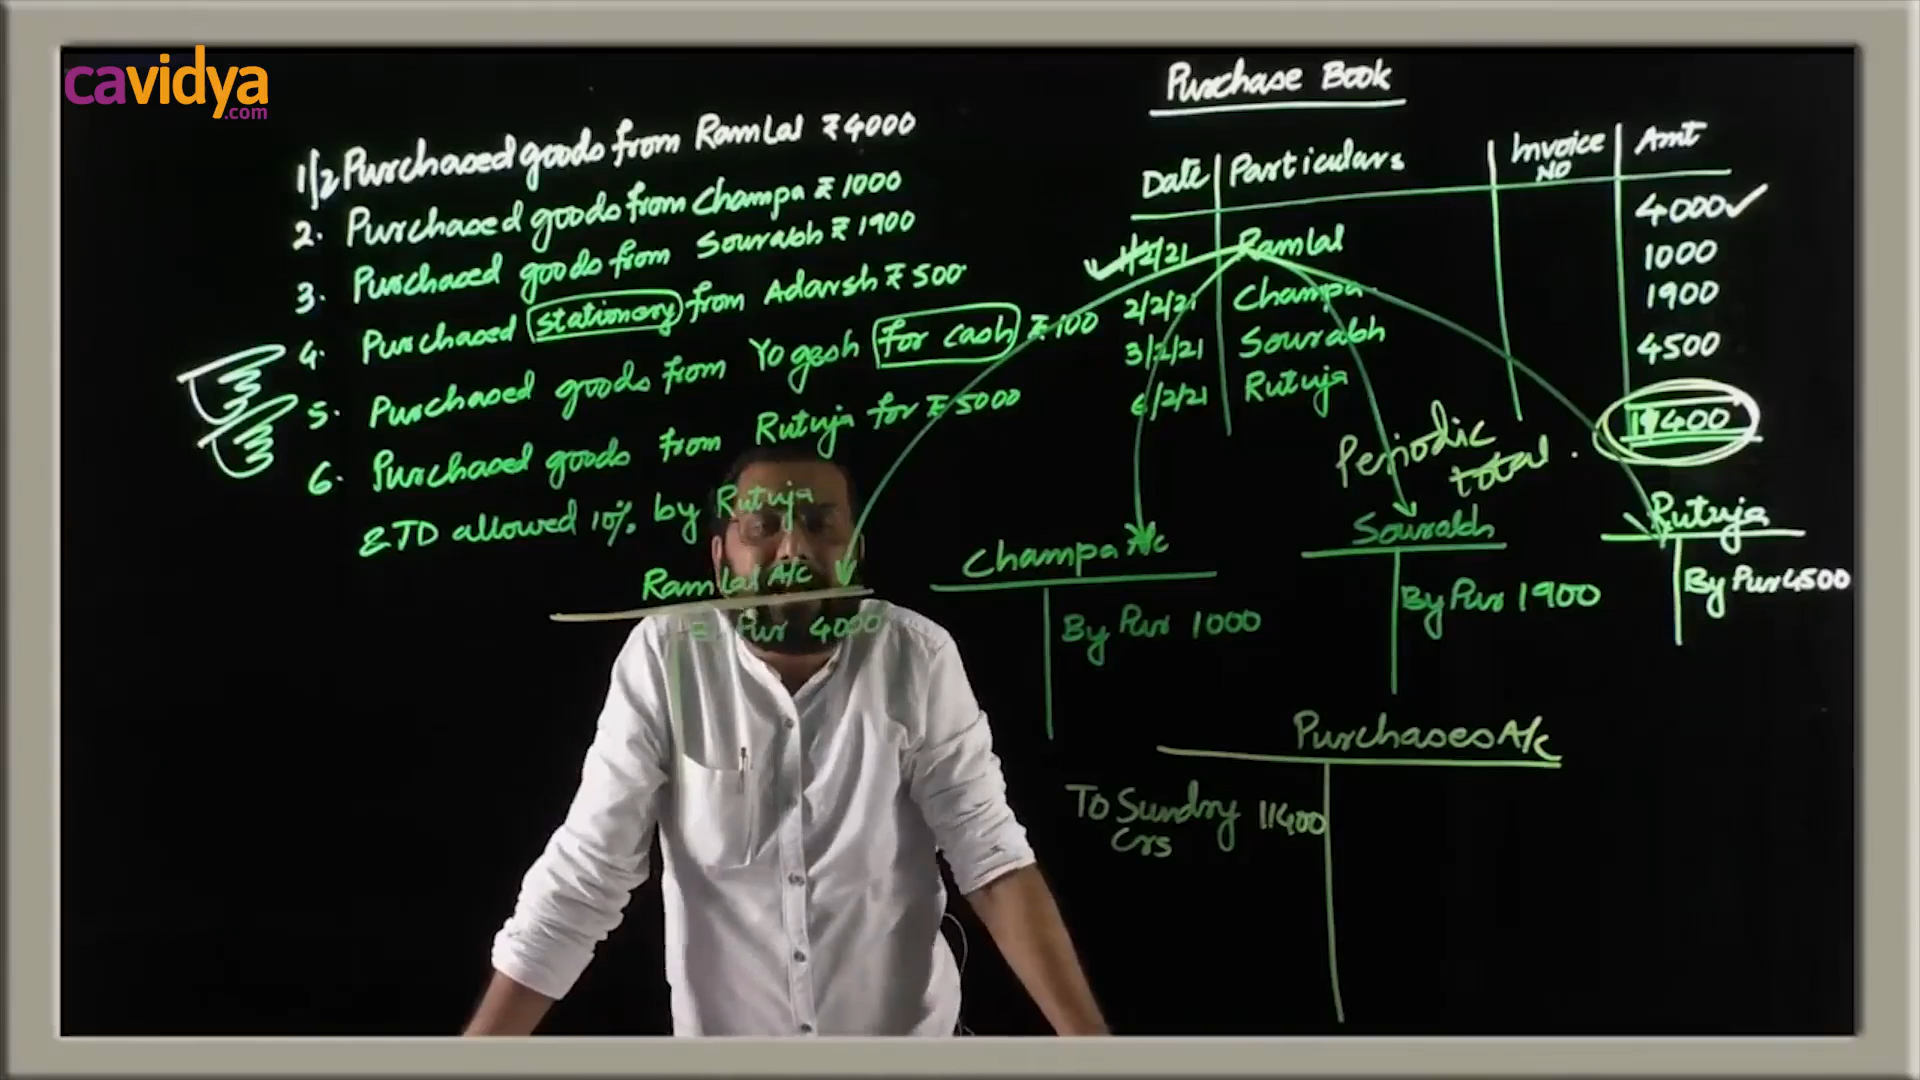 cavidya
.com
1/2 Purchased goods from Ramlal ₹ 4000
2. Purchased goods from Champa ₹ 1000
3. Purchased goods from Sourabh ₹ 1900
4. Purchased stationary from Adarsh ₹ 500
5. Purchased goods from Yogesh for cash ₹ 100
6. Purchased goods from Rutuja for ₹ 5000
& TD allowed 10% by Rutuja
Purchase Book
Date Particulars Invoice No Amt
1/2/21 Ramlal 4000
2/2/21 Champa 1000
3/2/21 Sourabh 1900
6/2/21 Rutuja 4500
11400
Periodic
total.
Ramlal A/c
Pur 4000
Champa A/c
By Pur 1000
Sourabh
By Pur 1900
Rutuja
By Pur 4500
Purchases A/c
To Sundry 11400
Crs